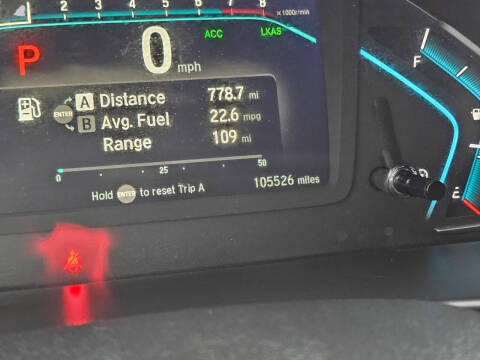 2 3 4 5 6 7 8 x1000r/min
ACC LKAS
P 0 mph
F
A Distance 778.7 mi
ENTER B Avg. Fuel 22.6 mpg
Range 109 mi
0 25 50
Hold ENTER to reset Trip A 105526 miles
E